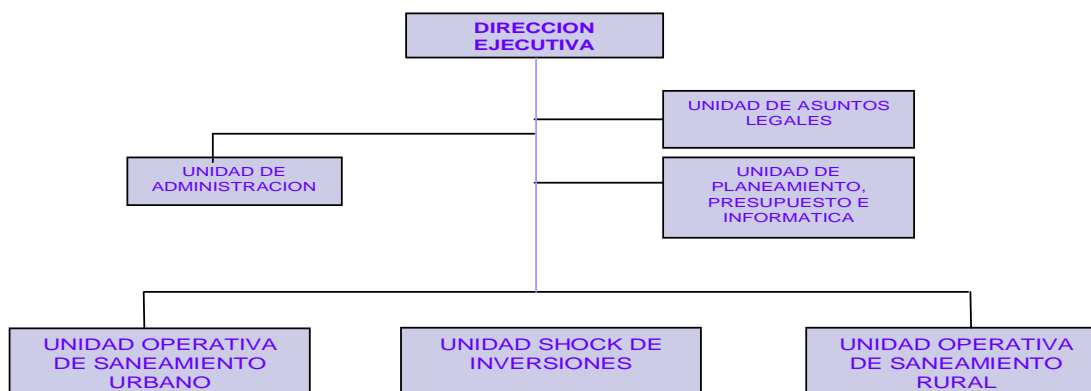 DIRECCION
EJECUTIVA
UNIDAD DE ASUNTOS
LEGALES
UNIDAD DE
ADMINISTRACION
UNIDAD DE
PLANEAMIENTO,
PRESUPUESTO E
INFORMATICA
UNIDAD OPERATIVA
DE SANEAMIENTO
URBANO
UNIDAD SHOCK DE
INVERSIONES
UNIDAD OPERATIVA
DE SANEAMIENTO
RURAL